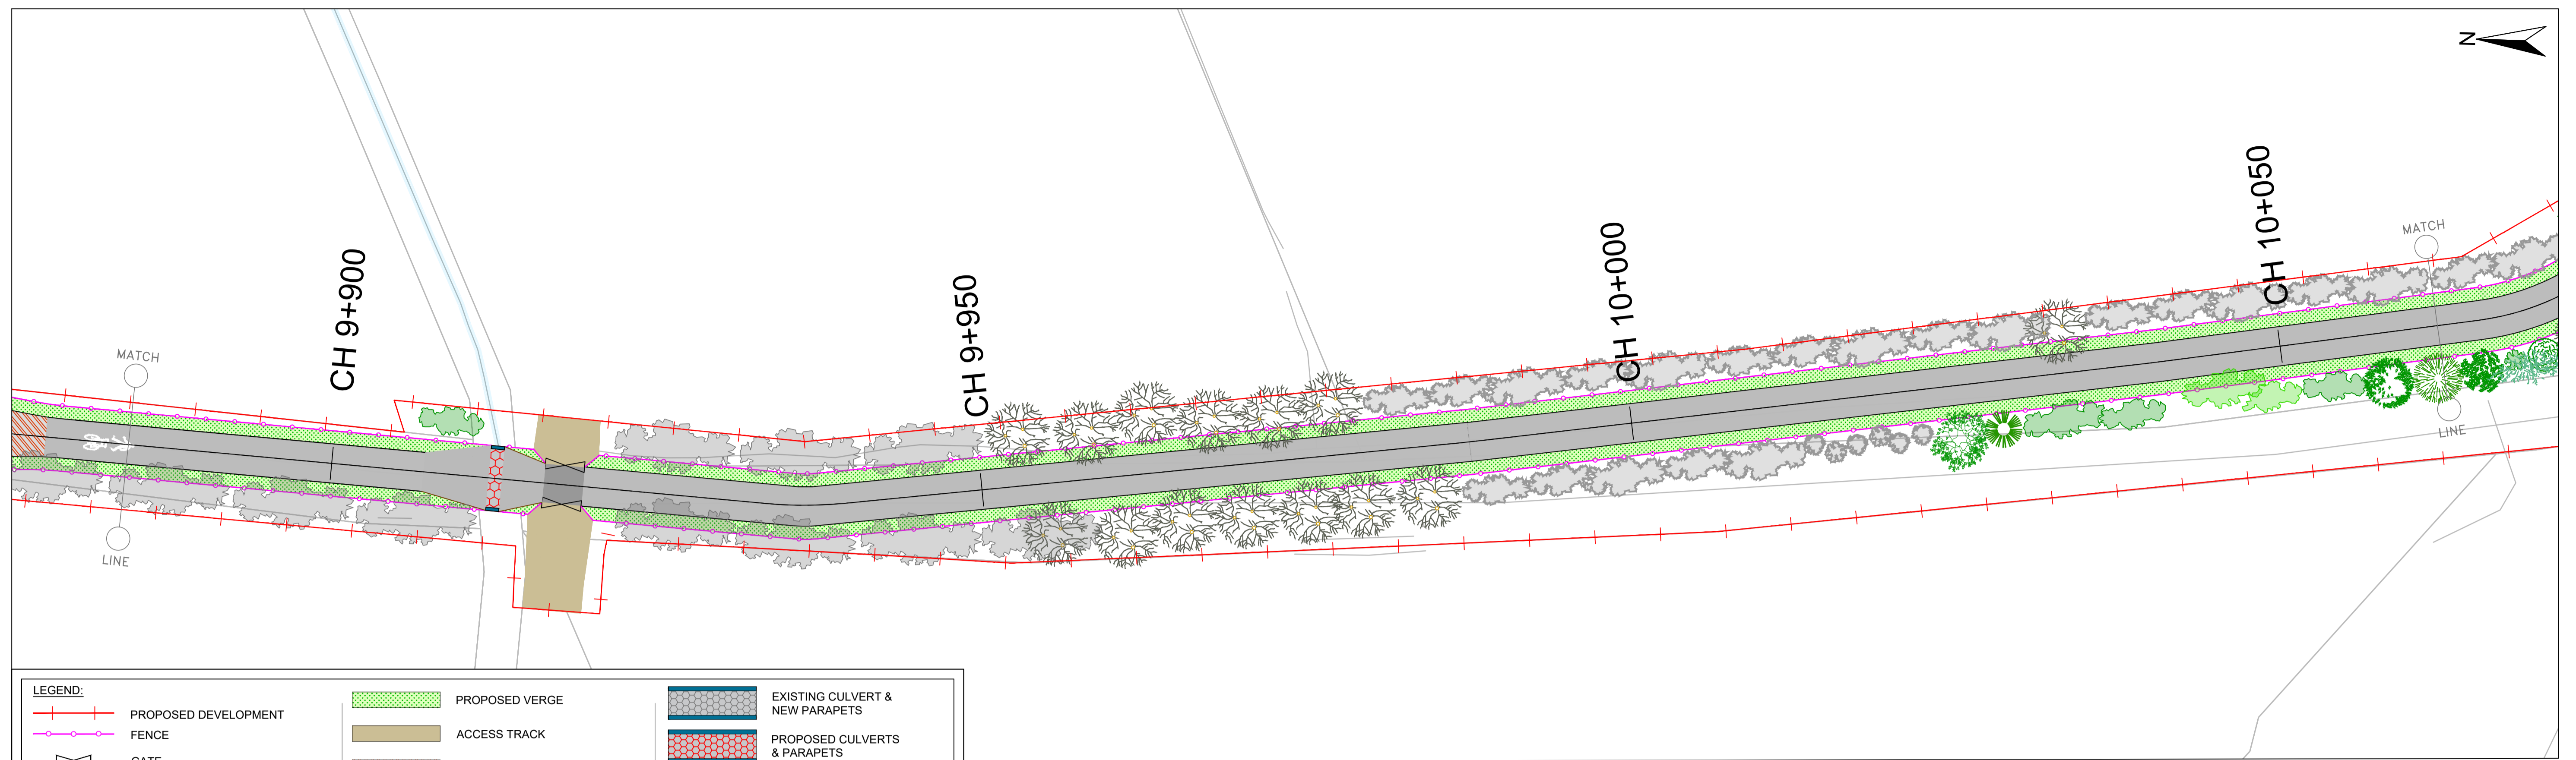 N
MATCH
LINE
CH 9+900
CH 9+950
CH 10+000
CH 10+050
MATCH
LINE
LEGEND:
PROPOSED DEVELOPMENT
FENCE
GATE
PROPOSED VERGE
ACCESS TRACK
EXISTING CULVERT &
NEW PARAPETS
PROPOSED CULVERTS
& PARAPETS